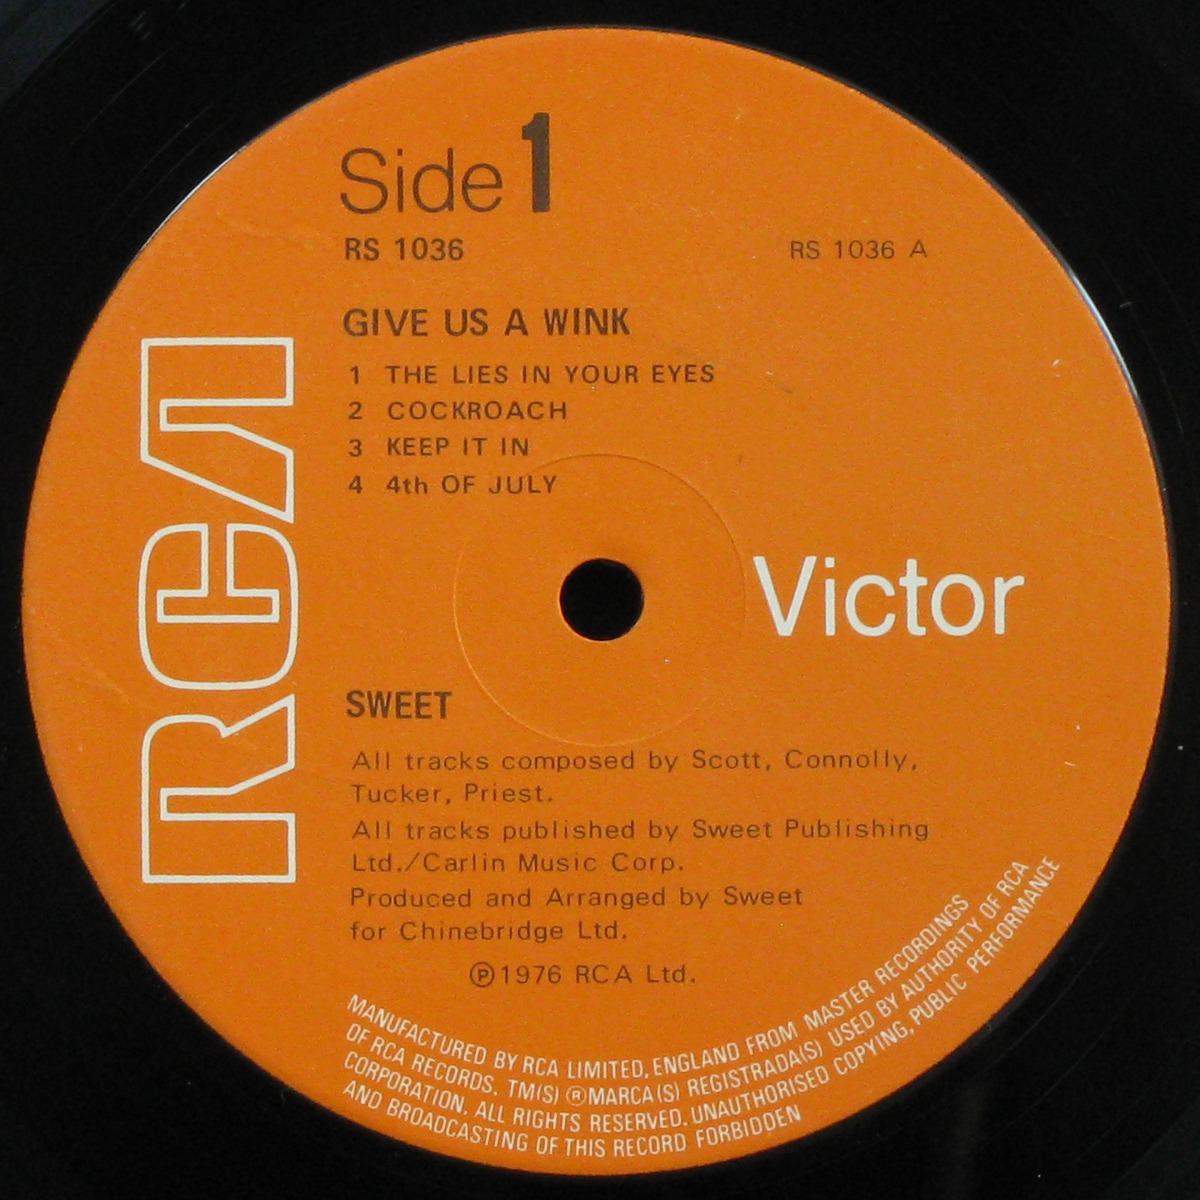 Side 1
RS 1036
RS 1036 A
GIVE US A WINK
1 THE LIES IN YOUR EYES
2 COCKROACH
3 KEEP IT IN
4 4th OF JULY
RCA
Victor
SWEET
All tracks composed by Scott, Connolly,
Tucker, Priest.
All tracks published by Sweet Publishing
Ltd./Carlin Music Corp.
Produced and Arranged by Sweet
for Chinebridge Ltd.
℗1976 RCA Ltd.
MANUFACTURED BY RCA LIMITED, ENGLAND FROM MASTER RECORDINGS
OF RCA RECORDS. TM(S) ® MARCA(S) REGISTRADA(S) USED BY AUTHORITY OF RCA
CORPORATION. ALL RIGHTS RESERVED. UNAUTHORISED COPYING, PUBLIC PERFORMANCE
AND BROADCASTING OF THIS RECORD FORBIDDEN